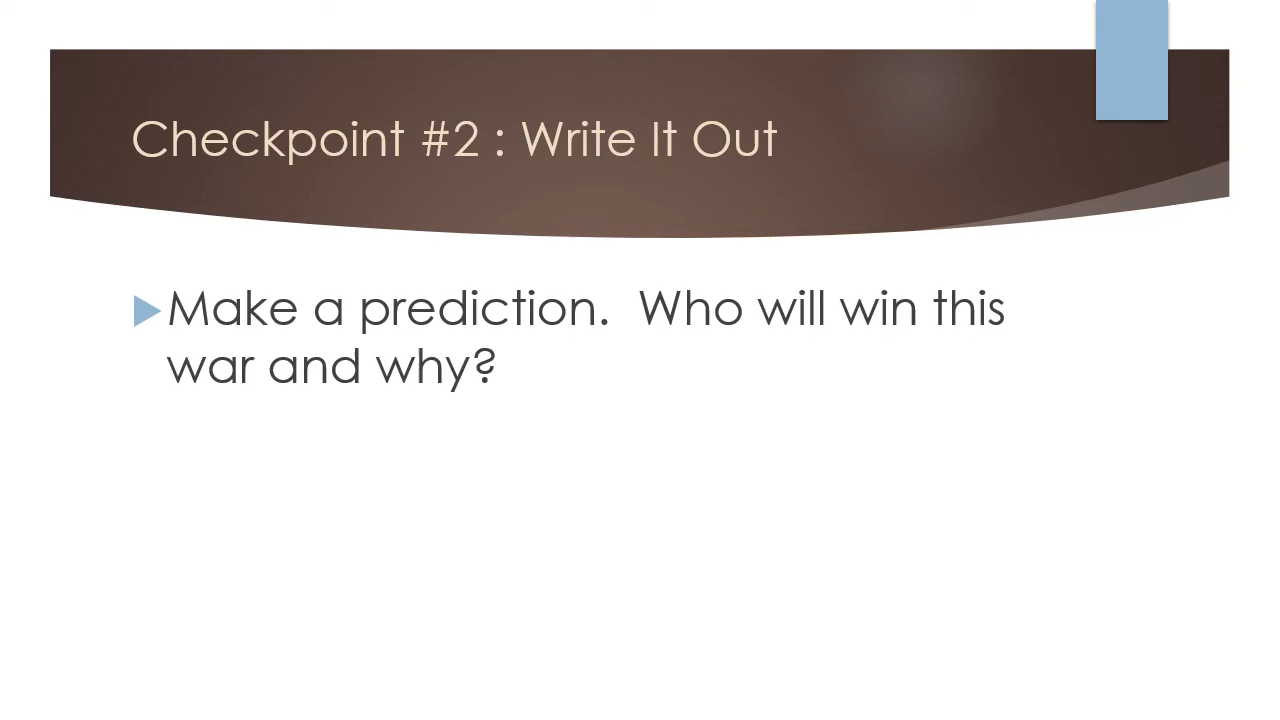 Checkpoint #2 : Write It Out
Make a prediction.  Who will win this
war and why?